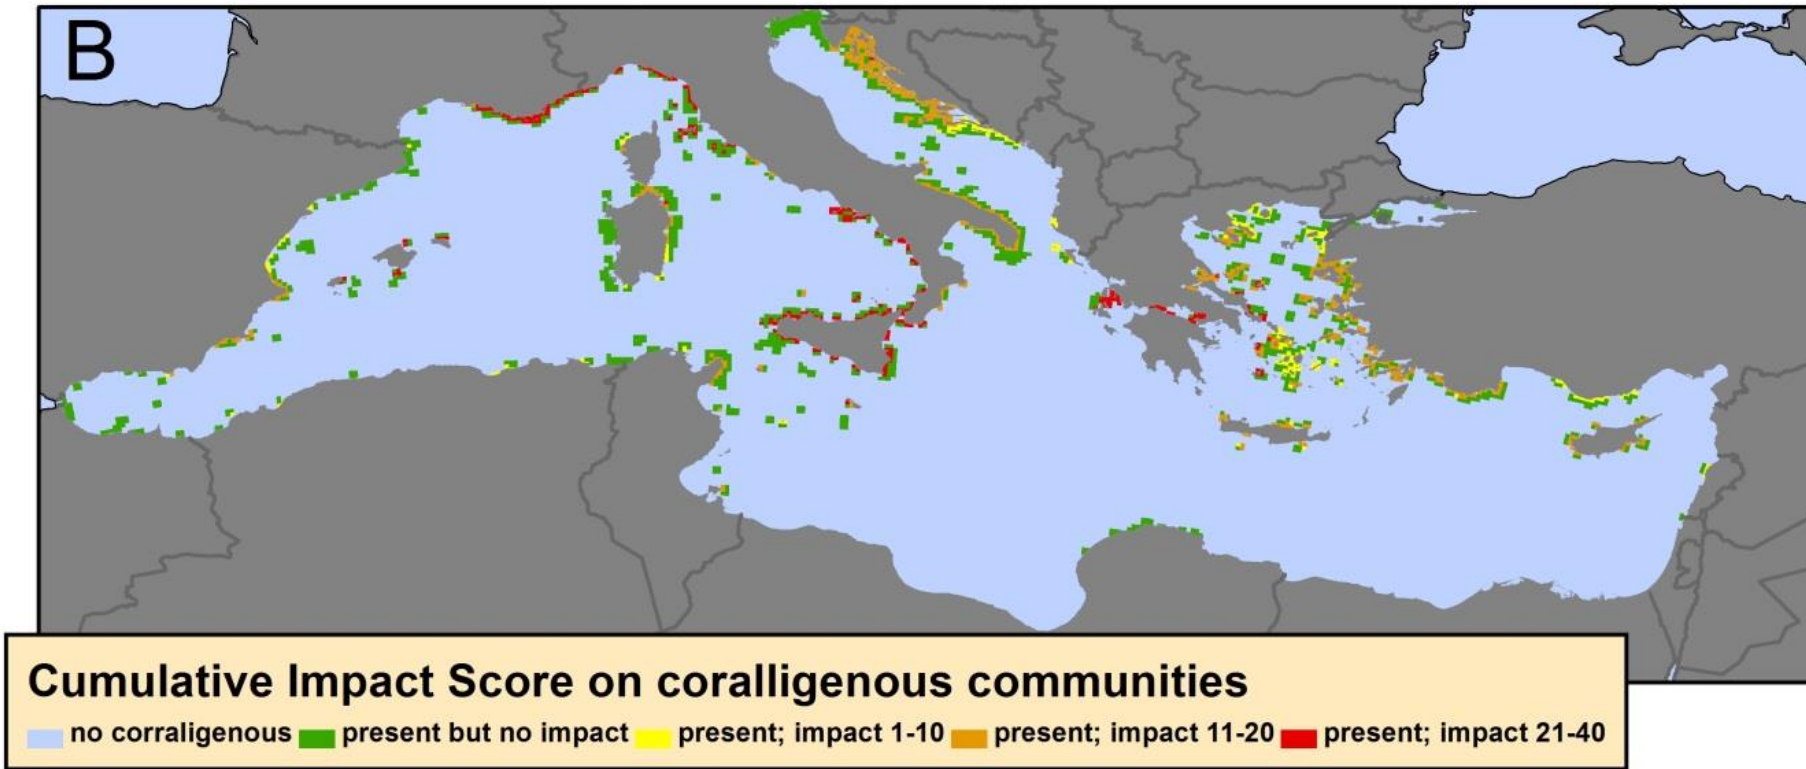 B
Cumulative Impact Score on coralligenous communities
no corraligenous present but no impact present; impact 1-10 present; impact 11-20 present; impact 21-40